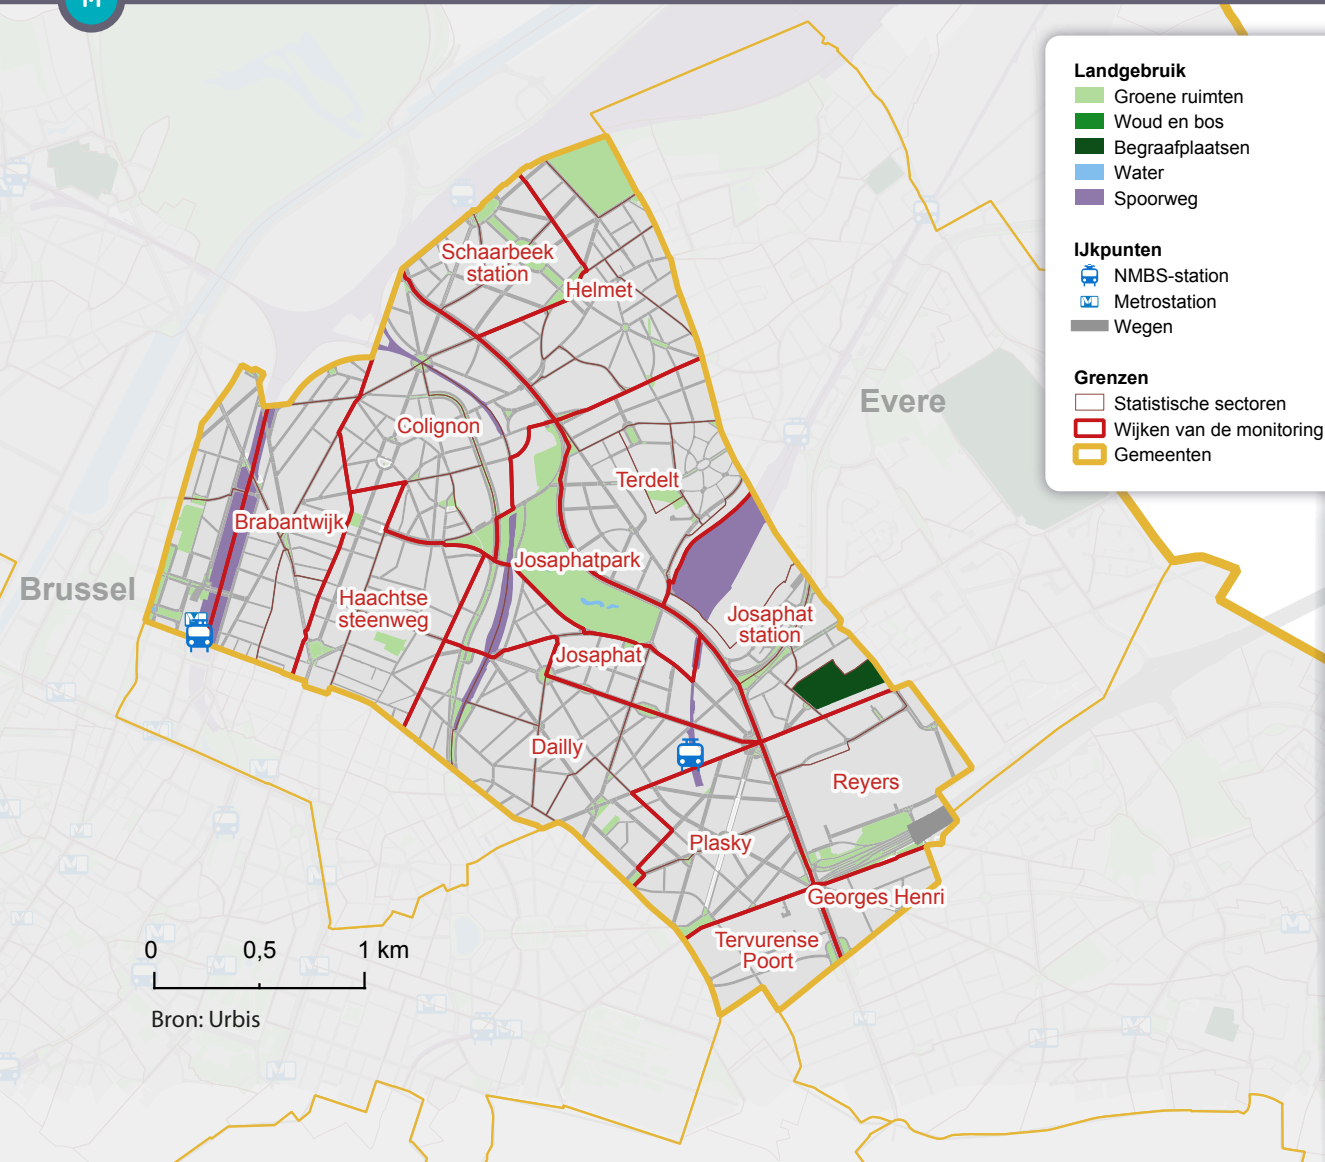 M
Landgebruik
Groene ruimten
Woud en bos
Begraafplaatsen
Water
Spoorweg
IJkpunten
NMBS-station
Metrostation
Wegen
Grenzen
Statistische sectoren
Wijken van de monitoring
Gemeenten
Schaarbeek
station
Helmet
Evere
Colignon
Terdelt
Brabantwijk
Josaphatpark
Brussel
Haachtse
steenweg
Josaphat
station
Josaphat
Dailly
Reyers
Plasky
Georges Henri
Tervurense
Poort
0 0,5 1 km
Bron: Urbis